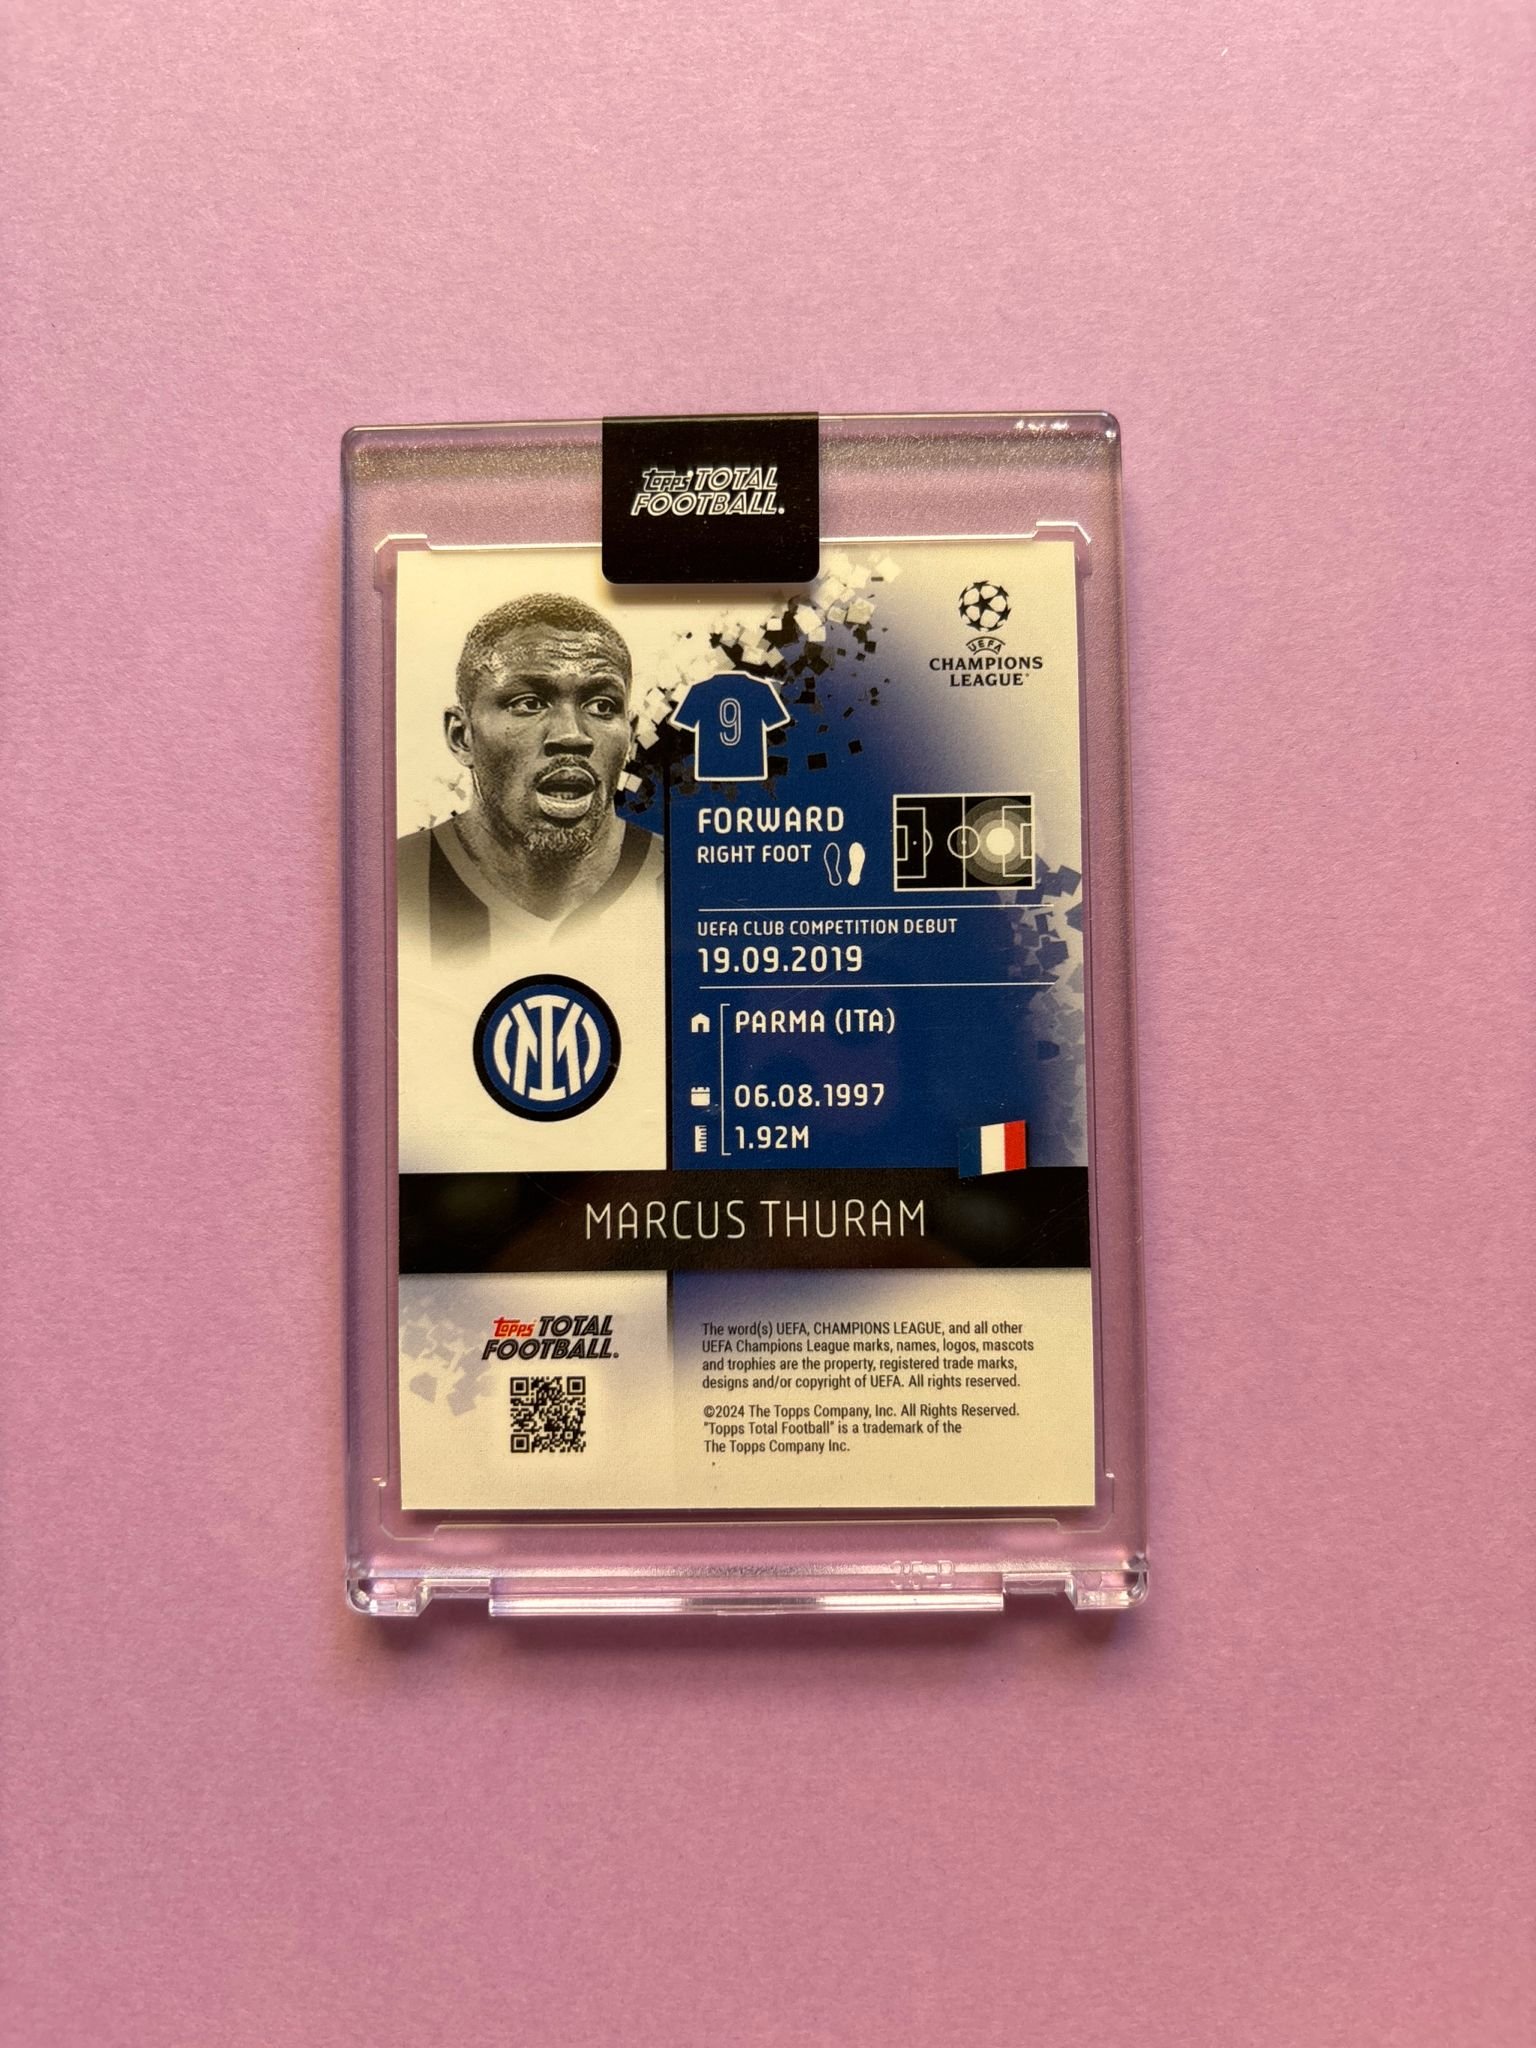 topps TOTAL
FOOTBALL.
UEFA
CHAMPIONS
LEAGUE
9
FORWARD
RIGHT FOOT
UEFA CLUB COMPETITION DEBUT
19.09.2019
PARMA (ITA)
06.08.1997
1.92M
MARCUS THURAM
topps TOTAL
FOOTBALL.
The word(s) UEFA, CHAMPIONS LEAGUE, and all other
UEFA Champions League marks, names, logos, mascots
and trophies are the property, registered trade marks,
designs and/or copyright of UEFA. All rights reserved.
©2024 The Topps Company, Inc. All Rights Reserved.
"Topps Total Football" is a trademark of the
The Topps Company Inc.